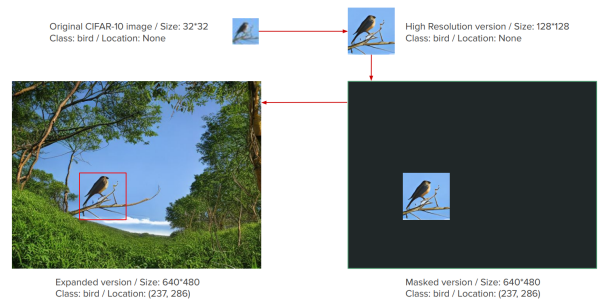 Original CIFAR-10 image / Size: 32*32
Class: bird / Location: None
High Resolution version / Size: 128*128
Class: bird / Location: None
Expanded version / Size: 640*480
Class: bird / Location: (237, 286)
Masked version / Size: 640*480
Class: bird / Location: (237, 286)